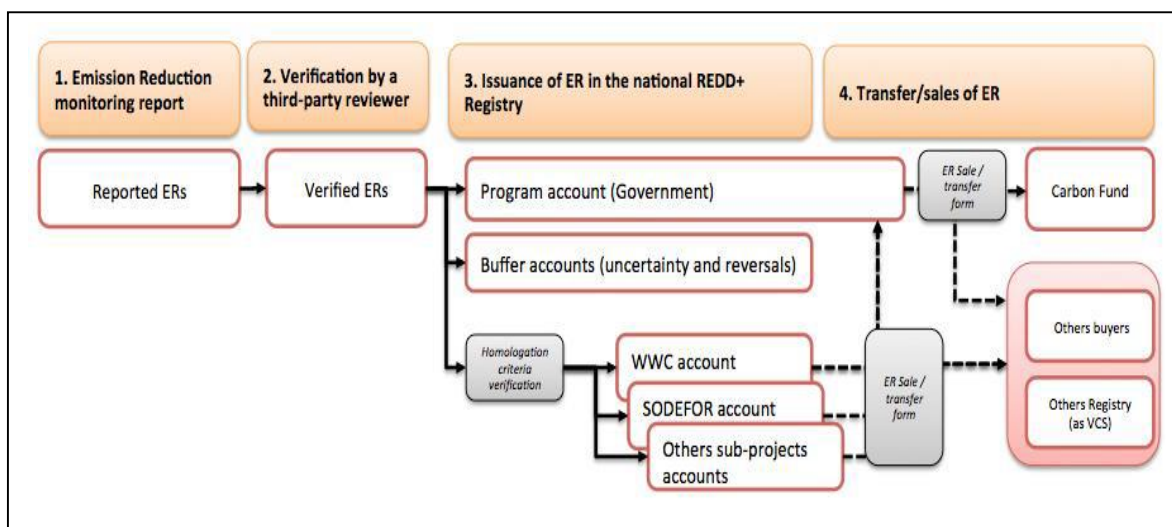 1. Emission Reduction
monitoring report
2. Verification by a
third-party reviewer
3. Issuance of ER in the national REDD+
Registry
4. Transfer/sales of ER
Reported ERs
Verified ERs
Program account (Government)
ER Sale /
transfer
form
Carbon Fund
Buffer accounts (uncertainty and reversals)
Homologation
criteria
verification
WWC account
SODEFOR account
Others sub-projects
accounts
ER Sale /
transfer
form
Others buyers
Others Registry
(as VCS)